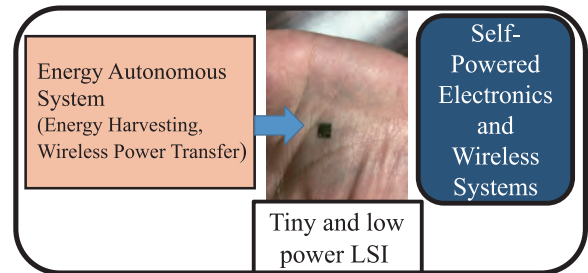 Energy Autonomous
System
(Energy Harvesting,
Wireless Power Transfer)
Self-
Powered
Electronics
and
Wireless
Systems
Tiny and low
power LSI